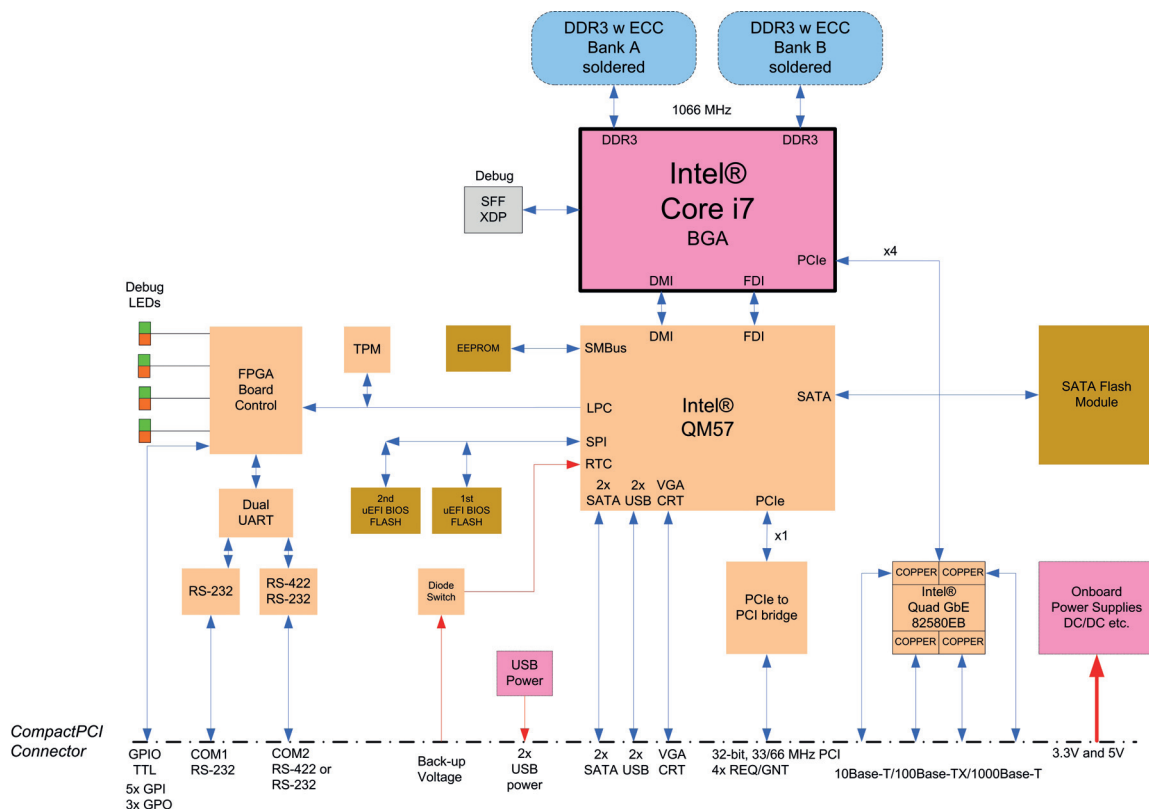 DDR3 w ECC
Bank A
soldered
DDR3 w ECC
Bank B
soldered
1066 MHz
DDR3
DDR3
Intel®
Core i7
BGA
PCIe
DMI
FDI
Debug
SFF
XDP
x4
Debug
LEDs
FPGA
Board
Control
TPM
EEPROM
SMBus
DMI
FDI
LPC
SPI
RTC
Intel®
QM57
SATA
2x
SATA
2x
USB
VGA
CRT
PCIe
SATA Flash
Module
2nd
uEFI BIOS
FLASH
1st
uEFI BIOS
FLASH
Dual
UART
x1
RS-232
RS-422
RS-232
Diode
Switch
PCIe to
PCI bridge
COPPER
COPPER
Intel®
Quad GbE
82580EB
COPPER
COPPER
Onboard
Power Supplies
DC/DC etc.
USB
Power
CompactPCI
Connector
GPIO
TTL
5x GPI
3x GPO
COM1
RS-232
COM2
RS-422 or
RS-232
Back-up
Voltage
2x
USB
power
2x
SATA
2x
USB
VGA
CRT
32-bit, 33/66 MHz PCI
4x REQ/GNT
10Base-T/100Base-TX/1000Base-T
3.3V and 5V